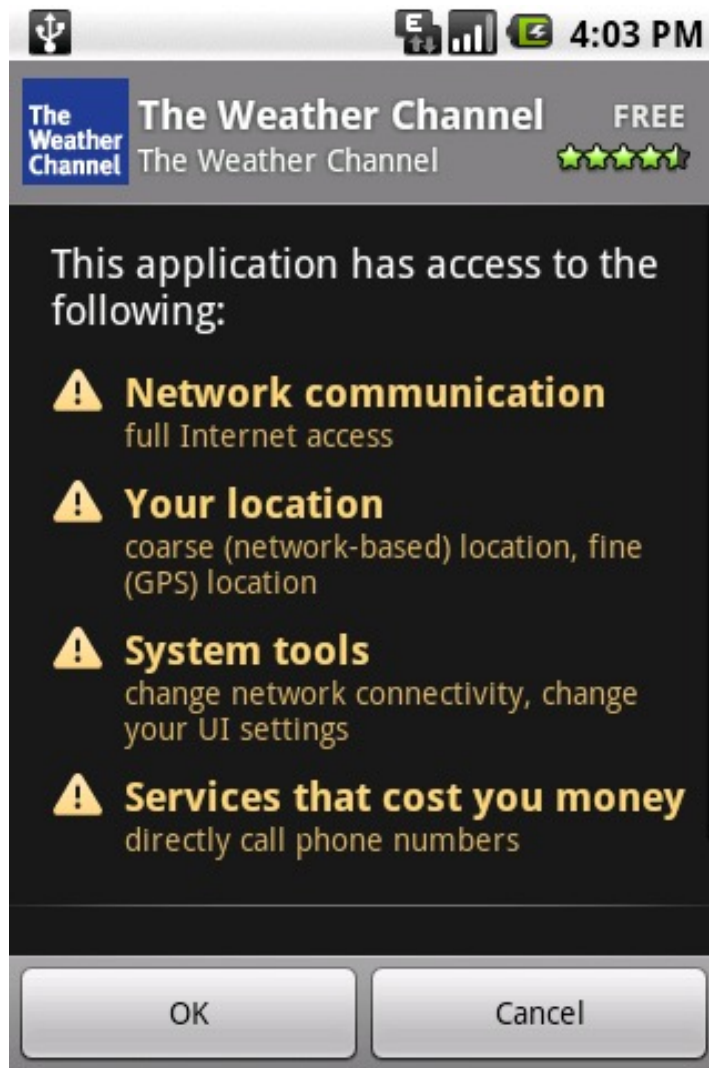 E 4:03 PM
The
Weather
Channel
The Weather Channel FREE
The Weather Channel
This application has access to the
following:
Network communication
full Internet access
Your location
coarse (network-based) location, fine
(GPS) location
System tools
change network connectivity, change
your UI settings
Services that cost you money
directly call phone numbers
OK Cancel